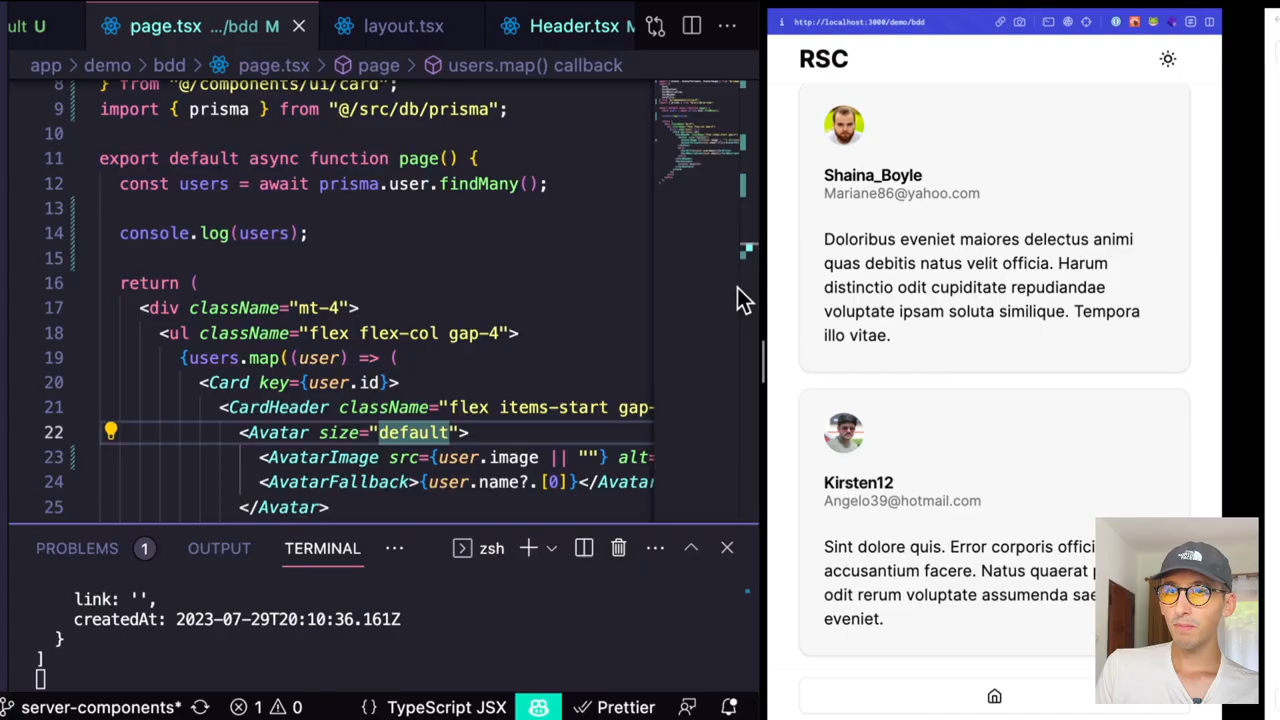 ult U
page.tsx .../bdd M
layout.tsx
Header.tsx M
app > demo > bdd > page.tsx > page > users.map() callback
8 } from "@/components/ui/card";
9 import { prisma } from "@/src/db/prisma";
10
11 export default async function page() {
12 const users = await prisma.user.findMany();
13
14 console.log(users);
15
16 return (
17 <div className="mt-4">
18 <ul className="flex flex-col gap-4">
19 {users.map((user) => (
20 <Card key={user.id}>
21 <CardHeader className="flex items-start gap-
22 <Avatar size="default">
23 <AvatarImage src={user.image || ""} alt=
24 <AvatarFallback>{user.name?.[0]}</Avatar
25 </Avatar>
PROBLEMS 1 OUTPUT TERMINAL ··· zsh
link: '',
createdAt: 2023-07-29T20:10:36.161Z
}
]
server-components* 1 0 {} TypeScript JSX Prettier
http://localhost:3000/demo/bdd
RSC
Shaina_Boyle
Mariane86@yahoo.com
Doloribus eveniet maiores delectus animi
quas debitis natus velit officia. Harum
distinctio odit cupiditate repudiandae
voluptate ipsam soluta similique. Tempora
illo vitae.
Kirsten12
Angelo39@hotmail.com
Sint dolore quis. Error corporis offici
accusantium facere. Natus quaerat
odit rerum voluptate assumenda sae
eveniet.